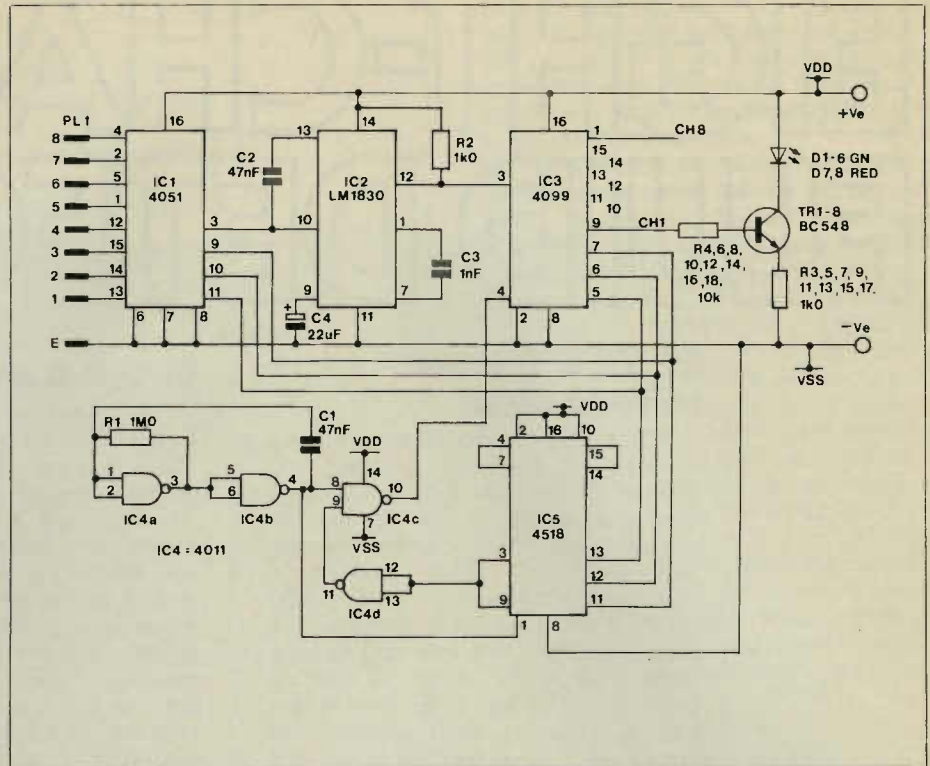 PL1
8
7
6
5
4
3
2
1
E
4
2
5
1
12
15
14
13
16
IC1
4051
3
9
10
11
6
7
8
C2
47nF
13
14
IC2
LM1830
12
10
1
9
7
11
+
C4
22uF
C3
1nF
R2
1k0
16
IC3
4099
3
4
2
8
1
15
14
13
12
11
10
9
7
6
5
CH8
CH1
R4,6,8,
10,12,14,
16,18,
10k
VDD
+Ve
D1-6 GN
D7,8 RED
TR1-8
BC548
R3,5,7,9,
11,13,15,17.
1k0
-Ve
VSS
R1 1M0
C1
47nF
1
2
3
IC4a
5
6
4
IC4b
IC4 = 4011
VDD
14
8
9
10
7
IC4c
VSS
12
13
11
IC4d
VDD
2
16
10
4
7
15
14
IC5
4518
3
9
13
12
11
1
8